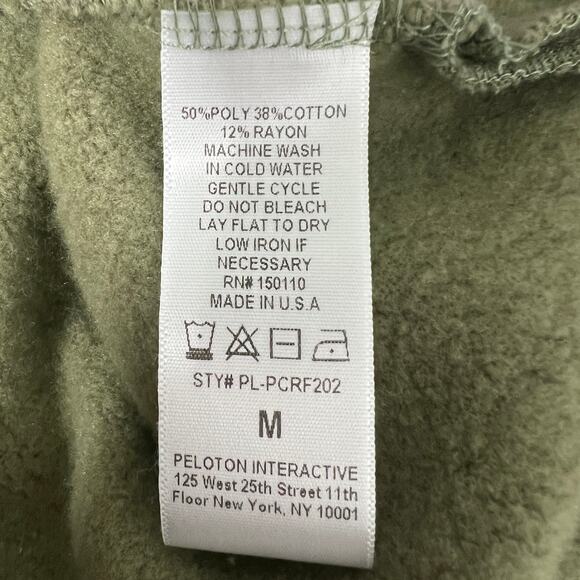 50%POLY 38%COTTON
12% RAYON
MACHINE WASH
IN COLD WATER
GENTLE CYCLE
DO NOT BLEACH
LAY FLAT TO DRY
LOW IRON IF
NECESSARY
RN# 150110
MADE IN U.S.A
STY# PL-PCRF202
M
PELOTON INTERACTIVE
125 West 25th Street 11th
Floor New York, NY 10001